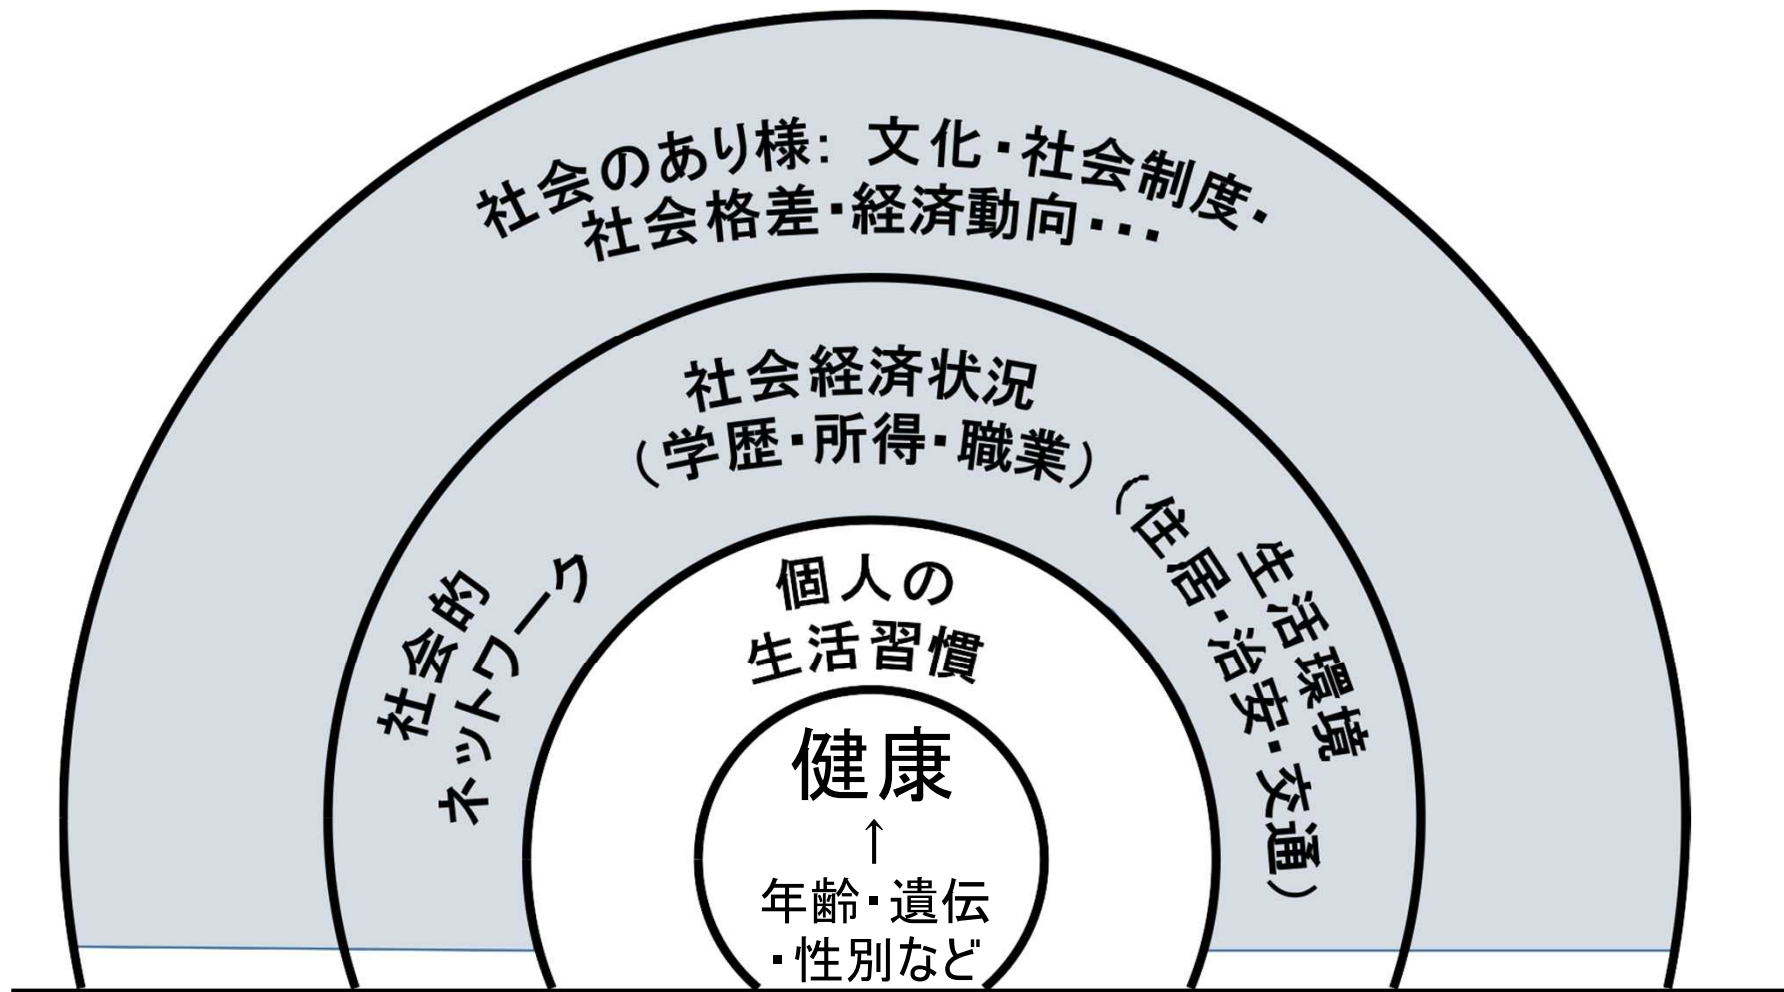 社会のあり様: 文化・社会制度・
社会格差・経済動向・・・
社会経済状況
(学歴・所得・職業)
社会的
ネットワーク
生活環境
(住居・治安・交通)
個人の
生活習慣
健康
↑
年齢・遺伝
・性別など